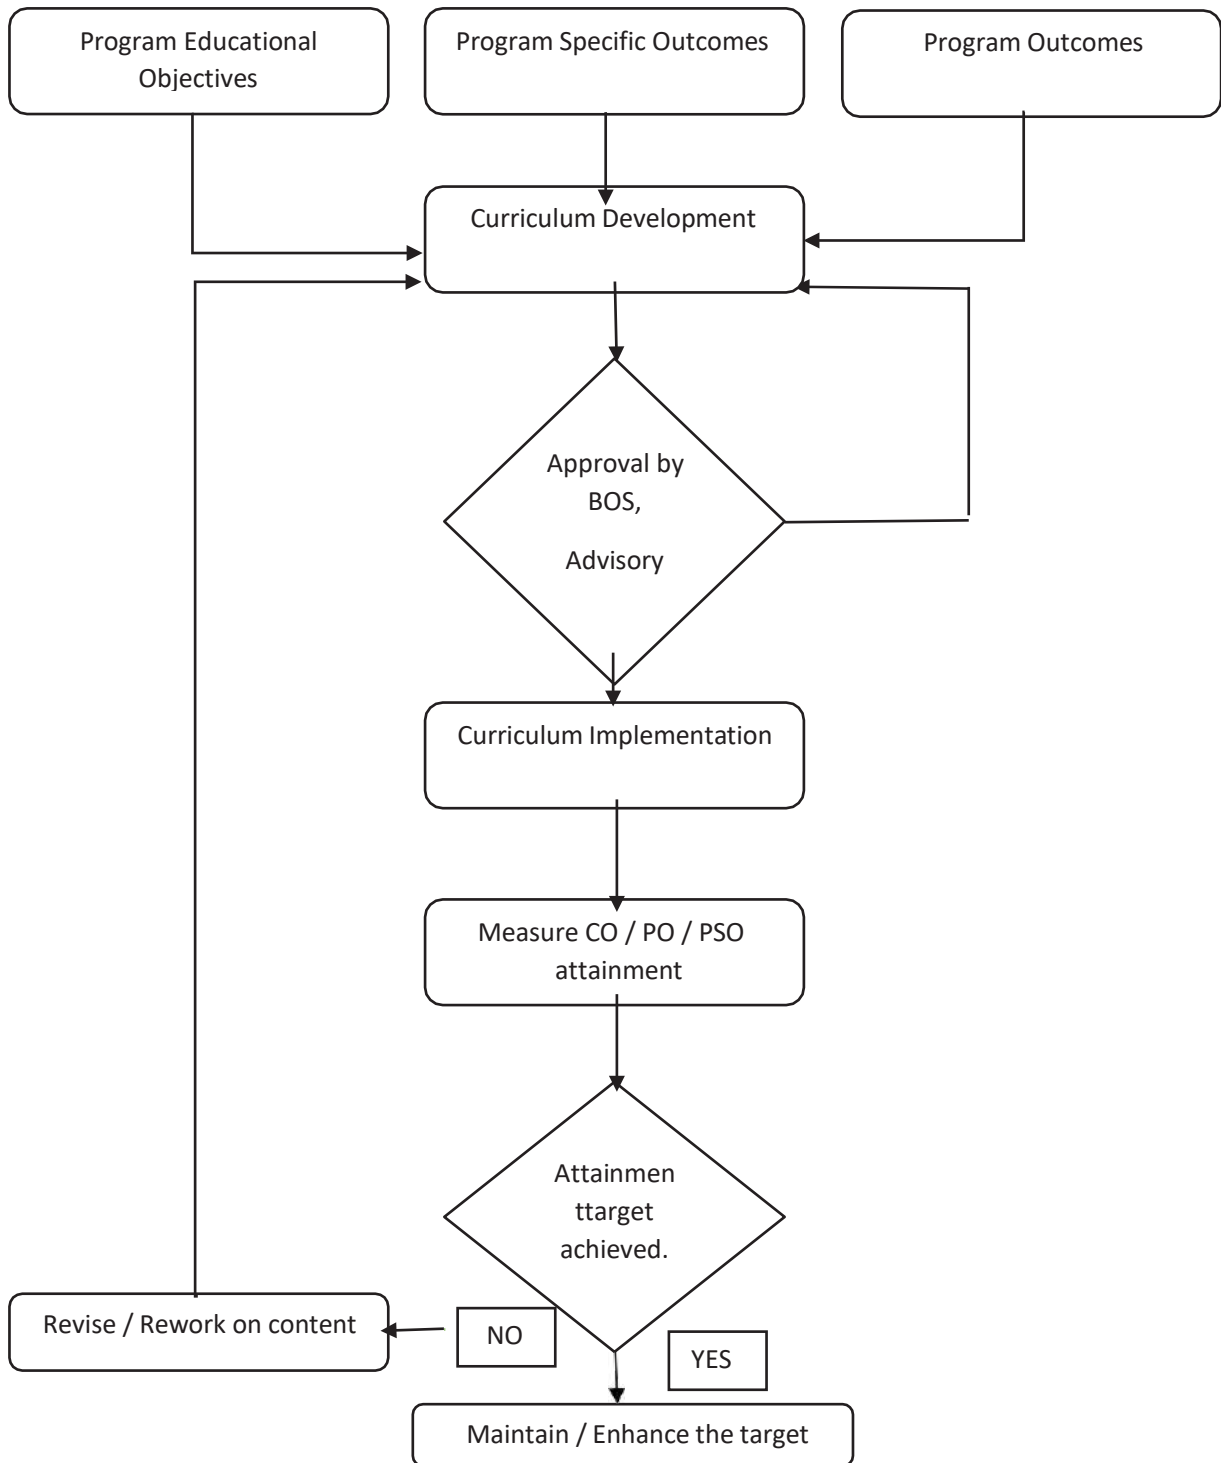 Program Educational
Objectives
Program Specific Outcomes
Program Outcomes
Curriculum Development
Approval by
BOS,
Advisory
Curriculum Implementation
Measure CO / PO / PSO
attainment
Attainmen
ttarget
achieved.
Revise / Rework on content
NO
YES
Maintain / Enhance the target